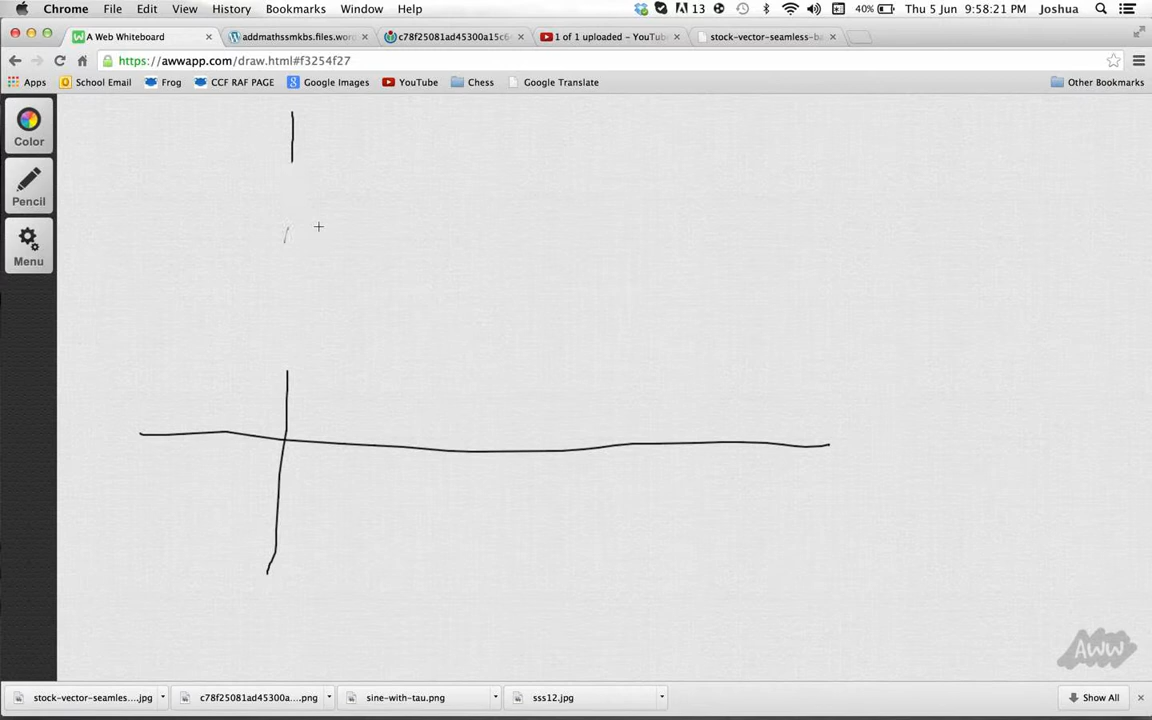 Chrome File Edit View History Bookmarks Window Help 13 40% Thu 5 Jun 9:58:21 PM Joshua
A Web Whiteboard addmathssmkbs.files.wor c78f25081ad45300a15c6 1 of 1 uploaded – YouTub stock-vector-seamless-ba
https://awwapp.com/draw.html#f3254f27
Apps School Email Frog CCF RAF PAGE Google Images YouTube Chess Google Translate Other Bookmarks
Color
Pencil
Menu
AWW
stock-vector-seamles....jpg c78f25081ad45300a....png sine-with-tau.png sss12.jpg Show All